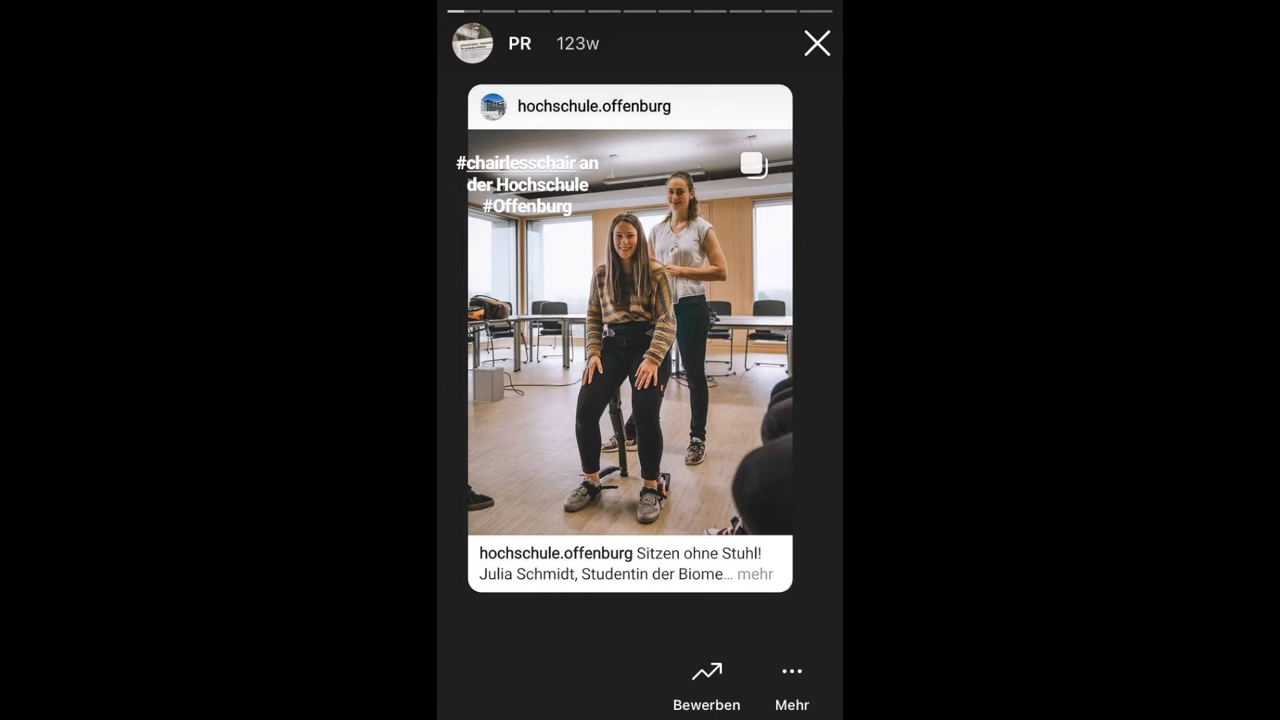 PR 123w
hochschule.offenburg
#chairlesschair an
der Hochschule
#Offenburg
hochschule.offenburg Sitzen ohne Stuhl!
Julia Schmidt, Studentin der Biome... mehr
Bewerben Mehr